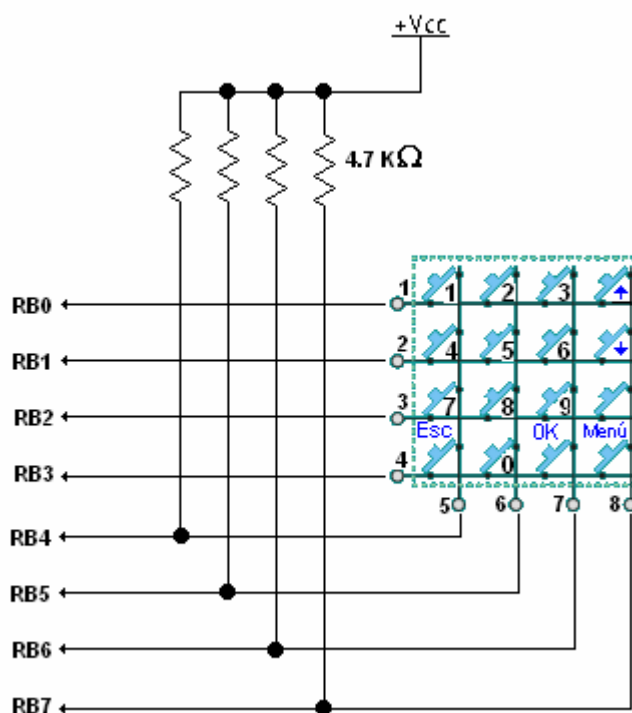 +Vcc
4.7 KΩ
RB0
1
1 2 3
RB1
2
4 5 6
RB2
3
7 8 9
Esc OK Menú
RB3
4
0
5 6 7 8
RB4
RB5
RB6
RB7